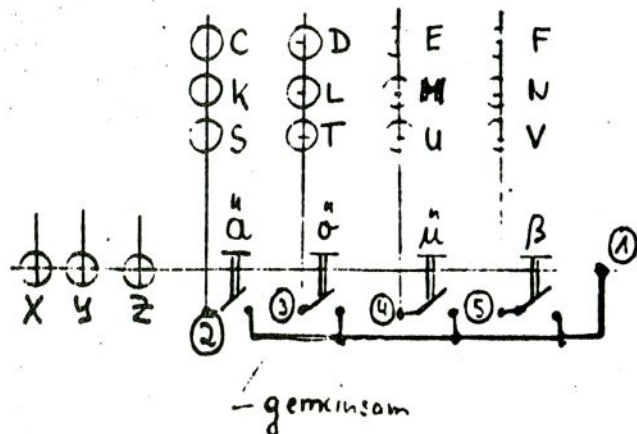 C D E F
K L M N
S T U V
ä ö ü β
①
X Y Z
② ③ ④ ⑤
– gemeinsam